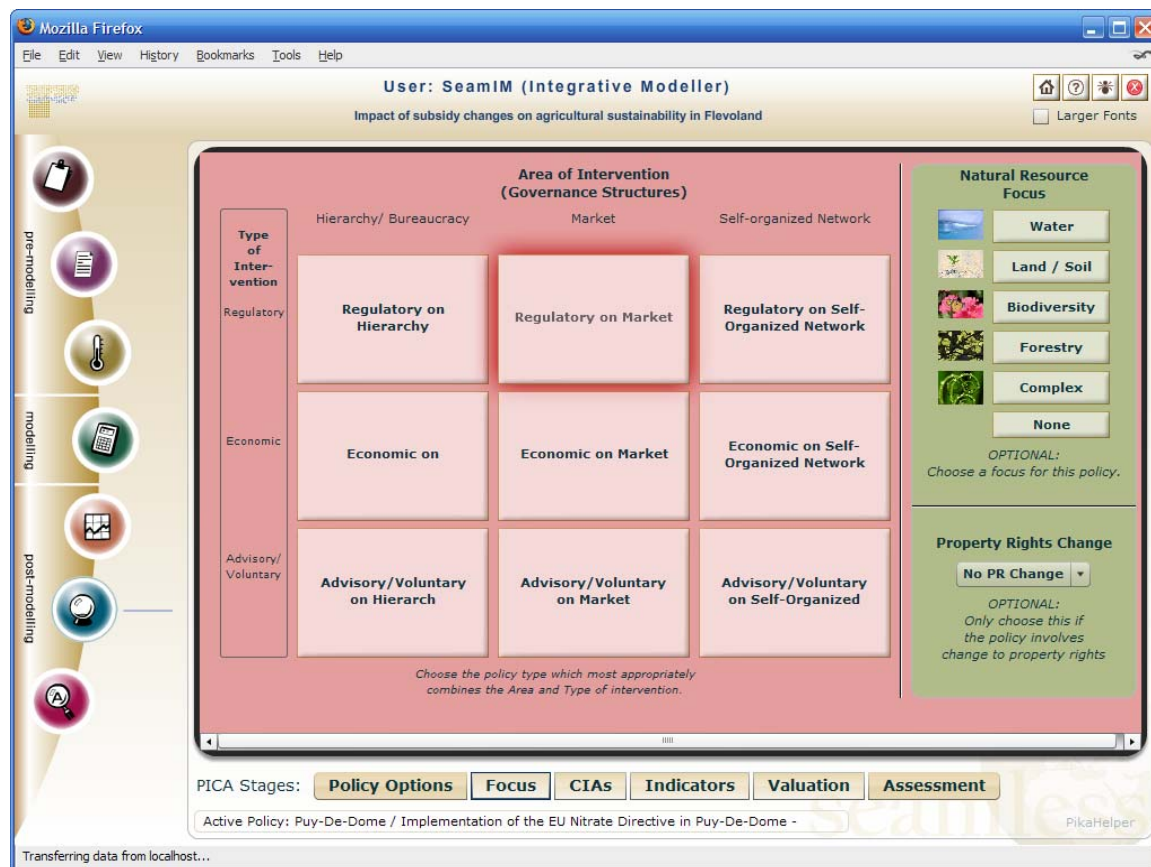 Mozilla Firefox
File Edit View History Bookmarks Tools Help
User: SeamIM (Integrative Modeller)
Impact of subsidy changes on agricultural sustainability in Flevoland
Larger Fonts
pre-modelling
modelling
post-modelling
Area of Intervention
(Governance Structures)
Hierarchy/ Bureaucracy Market Self-organized Network
Type
of
Inter-
vention
Regulatory
Regulatory on
Hierarchy
Regulatory on Market
Regulatory on Self-
Organized Network
Economic
Economic on
Economic on Market
Economic on Self-
Organized Network
Advisory/
Voluntary
Advisory/Voluntary
on Hierarch
Advisory/Voluntary
on Market
Advisory/Voluntary
on Self-Organized
Choose the policy type which most appropriately
combines the Area and Type of intervention.
Natural Resource
Focus
Water
Land / Soil
Biodiversity
Forestry
Complex
None
OPTIONAL:
Choose a focus for this policy.
Property Rights Change
No PR Change
OPTIONAL:
Only choose this if
the policy involves
change to property rights
PICA Stages: Policy Options Focus CIAs Indicators Valuation Assessment
Active Policy: Puy-De-Dome / Implementation of the EU Nitrate Directive in Puy-De-Dome -
seamless
PikaHelper
Transferring data from localhost...